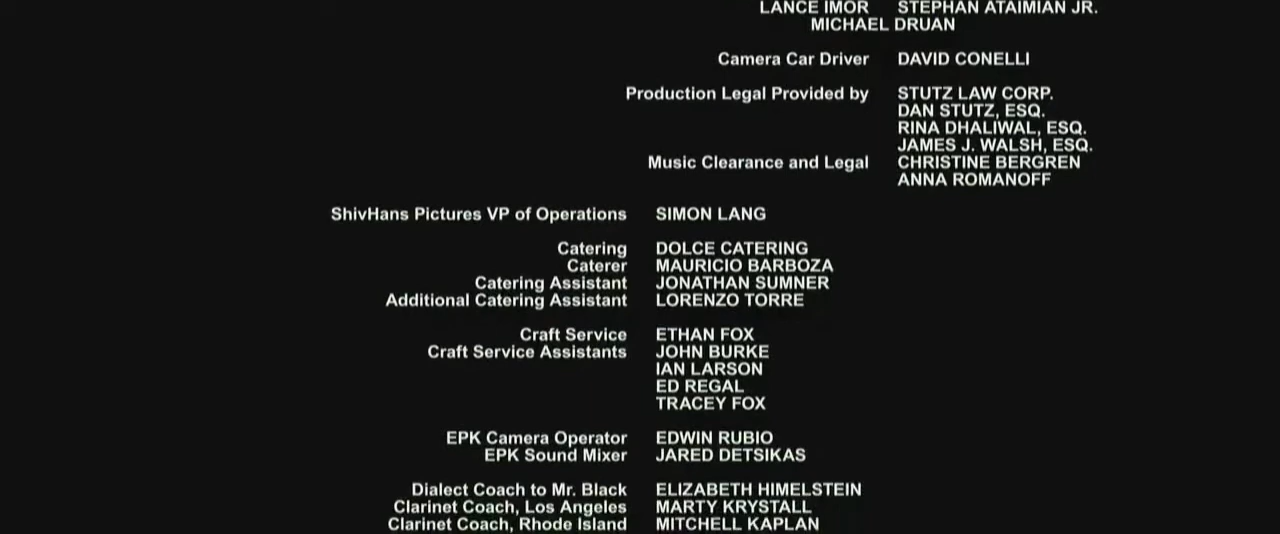 LANCE IMOR STEPHAN ATAIMIAN JR.
MICHAEL DRUAN
Camera Car Driver DAVID CONELLI
Production Legal Provided by STUTZ LAW CORP.
DAN STUTZ, ESQ.
RINA DHALIWAL, ESQ.
JAMES J. WALSH, ESQ.
Music Clearance and Legal CHRISTINE BERGREN
ANNA ROMANOFF
ShivHans Pictures VP of Operations SIMON LANG
Catering DOLCE CATERING
Caterer MAURICIO BARBOZA
Catering Assistant JONATHAN SUMNER
Additional Catering Assistant LORENZO TORRE
Craft Service ETHAN FOX
Craft Service Assistants JOHN BURKE
IAN LARSON
ED REGAL
TRACEY FOX
EPK Camera Operator EDWIN RUBIO
EPK Sound Mixer JARED DETSIKAS
Dialect Coach to Mr. Black ELIZABETH HIMELSTEIN
Clarinet Coach, Los Angeles MARTY KRYSTALL
Clarinet Coach, Rhode Island MITCHELL KAPLAN